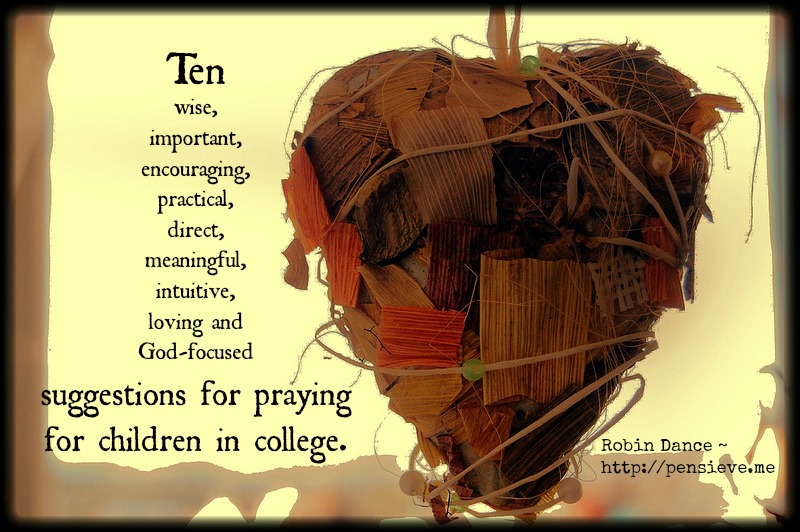 Ten
wise,
important,
encouraging,
practical,
direct,
meaningful,
intuitive,
loving and
God-focused
suggestions for praying
for children in college.
Robin Dance ~
http://pensieve.me